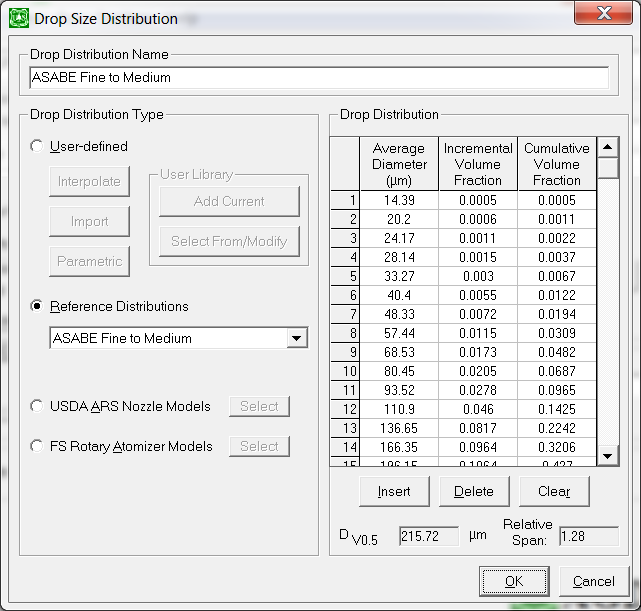 Drop Size Distribution
Drop Distribution Name
ASABE Fine to Medium
Drop Distribution Type
User-defined
Interpolate
Import
Parametric
User Library
Add Current
Select From/Modify
Reference Distributions
ASABE Fine to Medium
USDA ARS Nozzle Models
Select
FS Rotary Atomizer Models
Select
Drop Distribution
Average Diameter (µm) Incremental Volume Fraction Cumulative Volume Fraction
1 14.39 0.0005 0.0005
2 20.2 0.0006 0.0011
3 24.17 0.0011 0.0022
4 28.14 0.0015 0.0037
5 33.27 0.003 0.0067
6 40.4 0.0055 0.0122
7 48.33 0.0072 0.0194
8 57.44 0.0115 0.0309
9 68.53 0.0173 0.0482
10 80.45 0.0205 0.0687
11 93.52 0.0278 0.0965
12 110.9 0.046 0.1425
13 136.65 0.0817 0.2242
14 166.35 0.0964 0.3206
15 196.15 0.1064 0.427
Insert Delete Clear
D V0.5 215.72 µm Relative Span: 1.28
OK Cancel